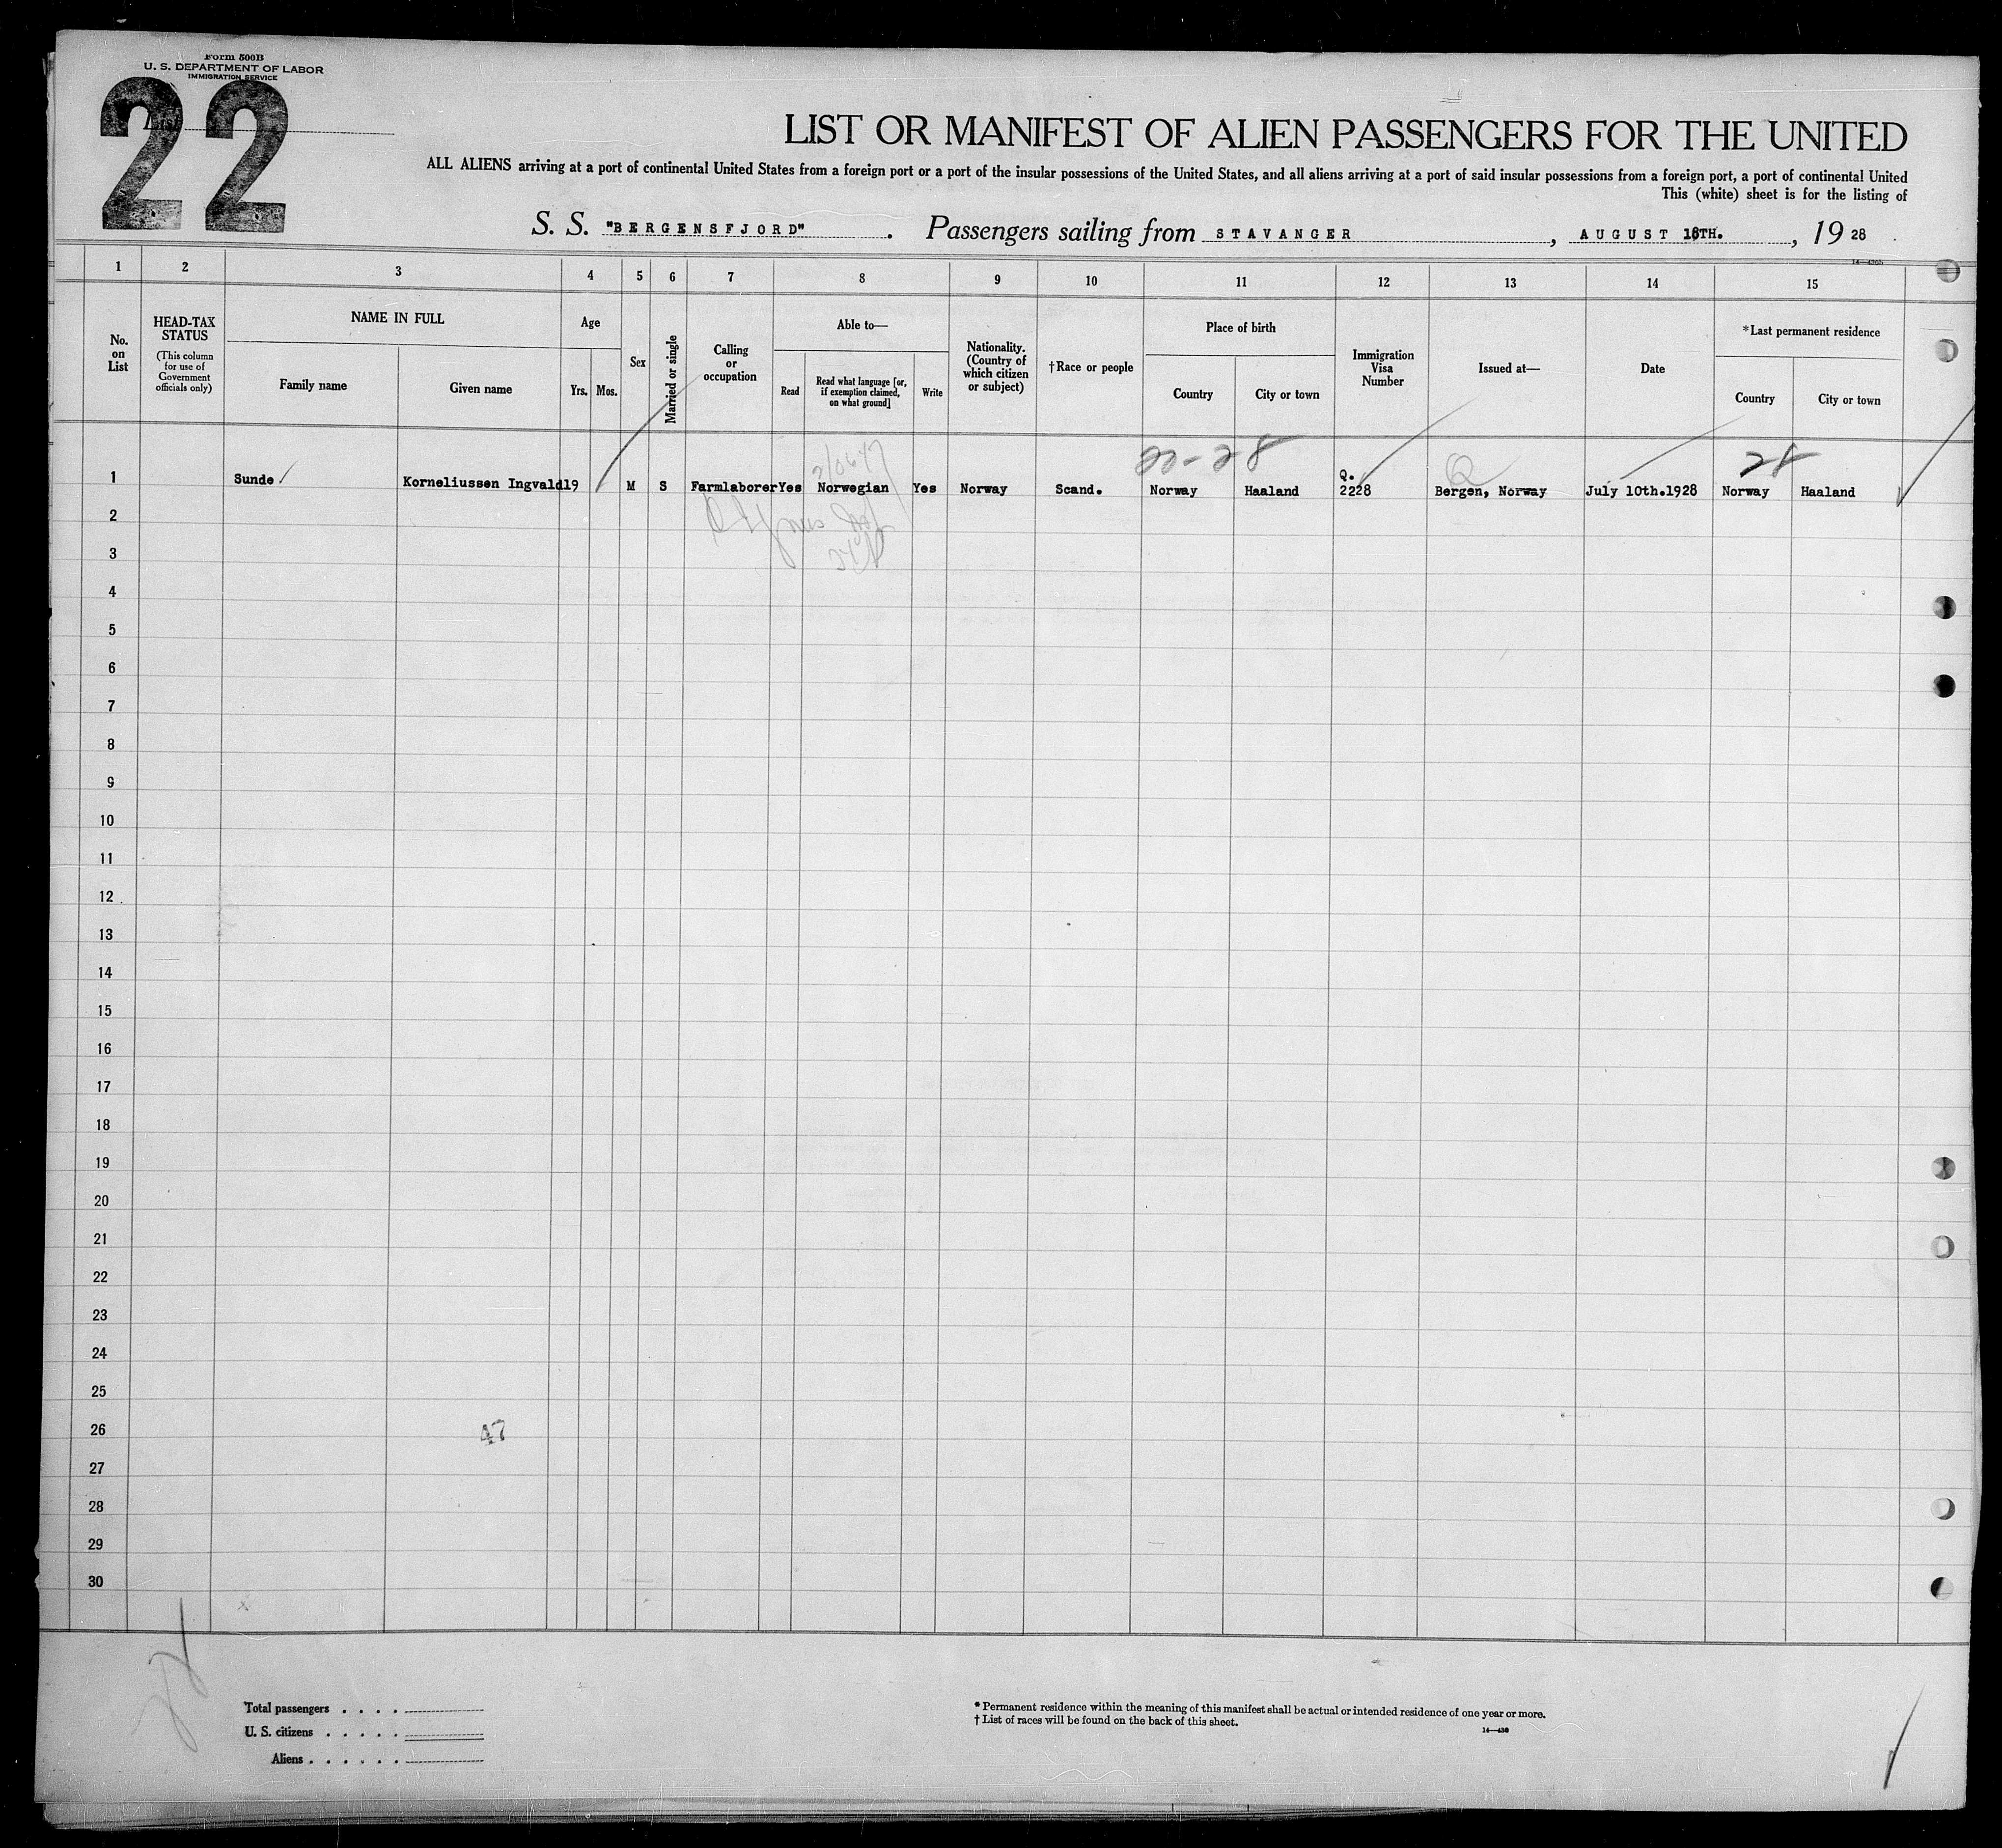 Form 500B
U. S. DEPARTMENT OF LABOR
IMMIGRATION SERVICE
22
List
LIST OR MANIFEST OF ALIEN PASSENGERS FOR THE UNITED
ALL ALIENS arriving at a port of continental United States from a foreign port or a port of the insular possessions of the United States, and all aliens arriving at a port of said insular possessions from a foreign port, a port of continental United
This (white) sheet is for the listing of
S. S. "BERGENSFJORD". Passengers sailing from STAVANGER, AUGUST 18TH., 19 28
1 2 3 4 5 6 7 8 9 10 11 12 13 14 15
No. on List
HEAD-TAX STATUS
(This column for use of Government officials only)
NAME IN FULL
Family name
Given name
Age
Yrs. Mos.
Sex
Married or single
Calling or occupation
Able to—
Read
Read what language [or, if exemption claimed, on what ground]
Write
Nationality. (Country of which citizen or subject)
†Race or people
Place of birth
Country
City or town
Immigration Visa Number
Issued at—
Date
*Last permanent residence
Country
City or town
22-28
28
Q
Q.
1 Sunde Korneliussen Ingvald 19 M S Farmlaborer Yes Norwegian Yes Norway Scand. Norway Haaland 2228 Bergen, Norway July 10th.1928 Norway Haaland
2
3
4
5
6
7
8
9
10
11
12
13
14
15
16
17
18
19
20
21
22
23
24
25
26
47
27
28
29
30
Total passengers . . . .
U. S. citizens . . . . .
Aliens . . . . . .
* Permanent residence within the meaning of this manifest shall be actual or intended residence of one year or more.
† List of races will be found on the back of this sheet.